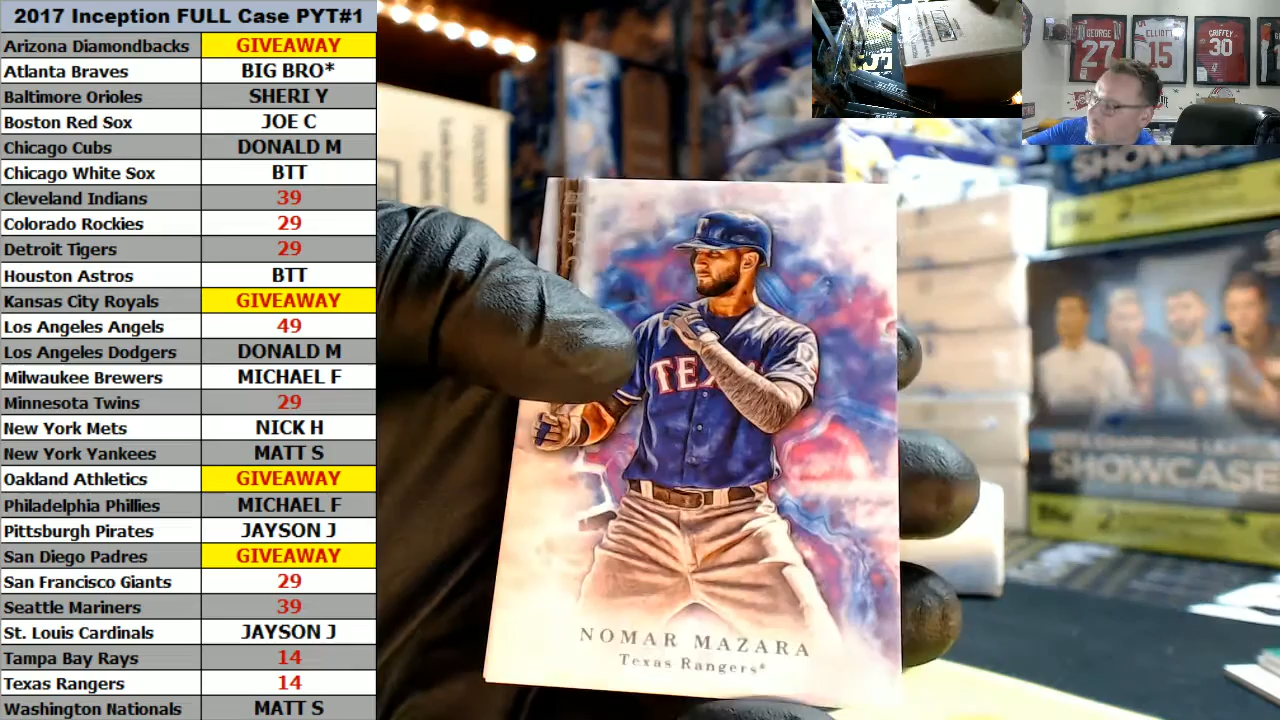 2017 Inception FULL Case PYT#1
Arizona Diamondbacks GIVEAWAY
Atlanta Braves BIG BRO*
Baltimore Orioles SHERI Y
Boston Red Sox JOE C
Chicago Cubs DONALD M
Chicago White Sox BTT
Cleveland Indians 39
Colorado Rockies 29
Detroit Tigers 29
Houston Astros BTT
Kansas City Royals GIVEAWAY
Los Angeles Angels 49
Los Angeles Dodgers DONALD M
Milwaukee Brewers MICHAEL F
Minnesota Twins 29
New York Mets NICK H
New York Yankees MATT S
Oakland Athletics GIVEAWAY
Philadelphia Phillies MICHAEL F
Pittsburgh Pirates JAYSON J
San Diego Padres GIVEAWAY
San Francisco Giants 29
Seattle Mariners 39
St. Louis Cardinals JAYSON J
Tampa Bay Rays 14
Texas Rangers 14
Washington Nationals MATT S
GEORGE
27
ELLIOTT
15
GRIFFEY
30
SHOWCASE
NOMAR MAZARA
Texas Rangers*
SHOWCASE